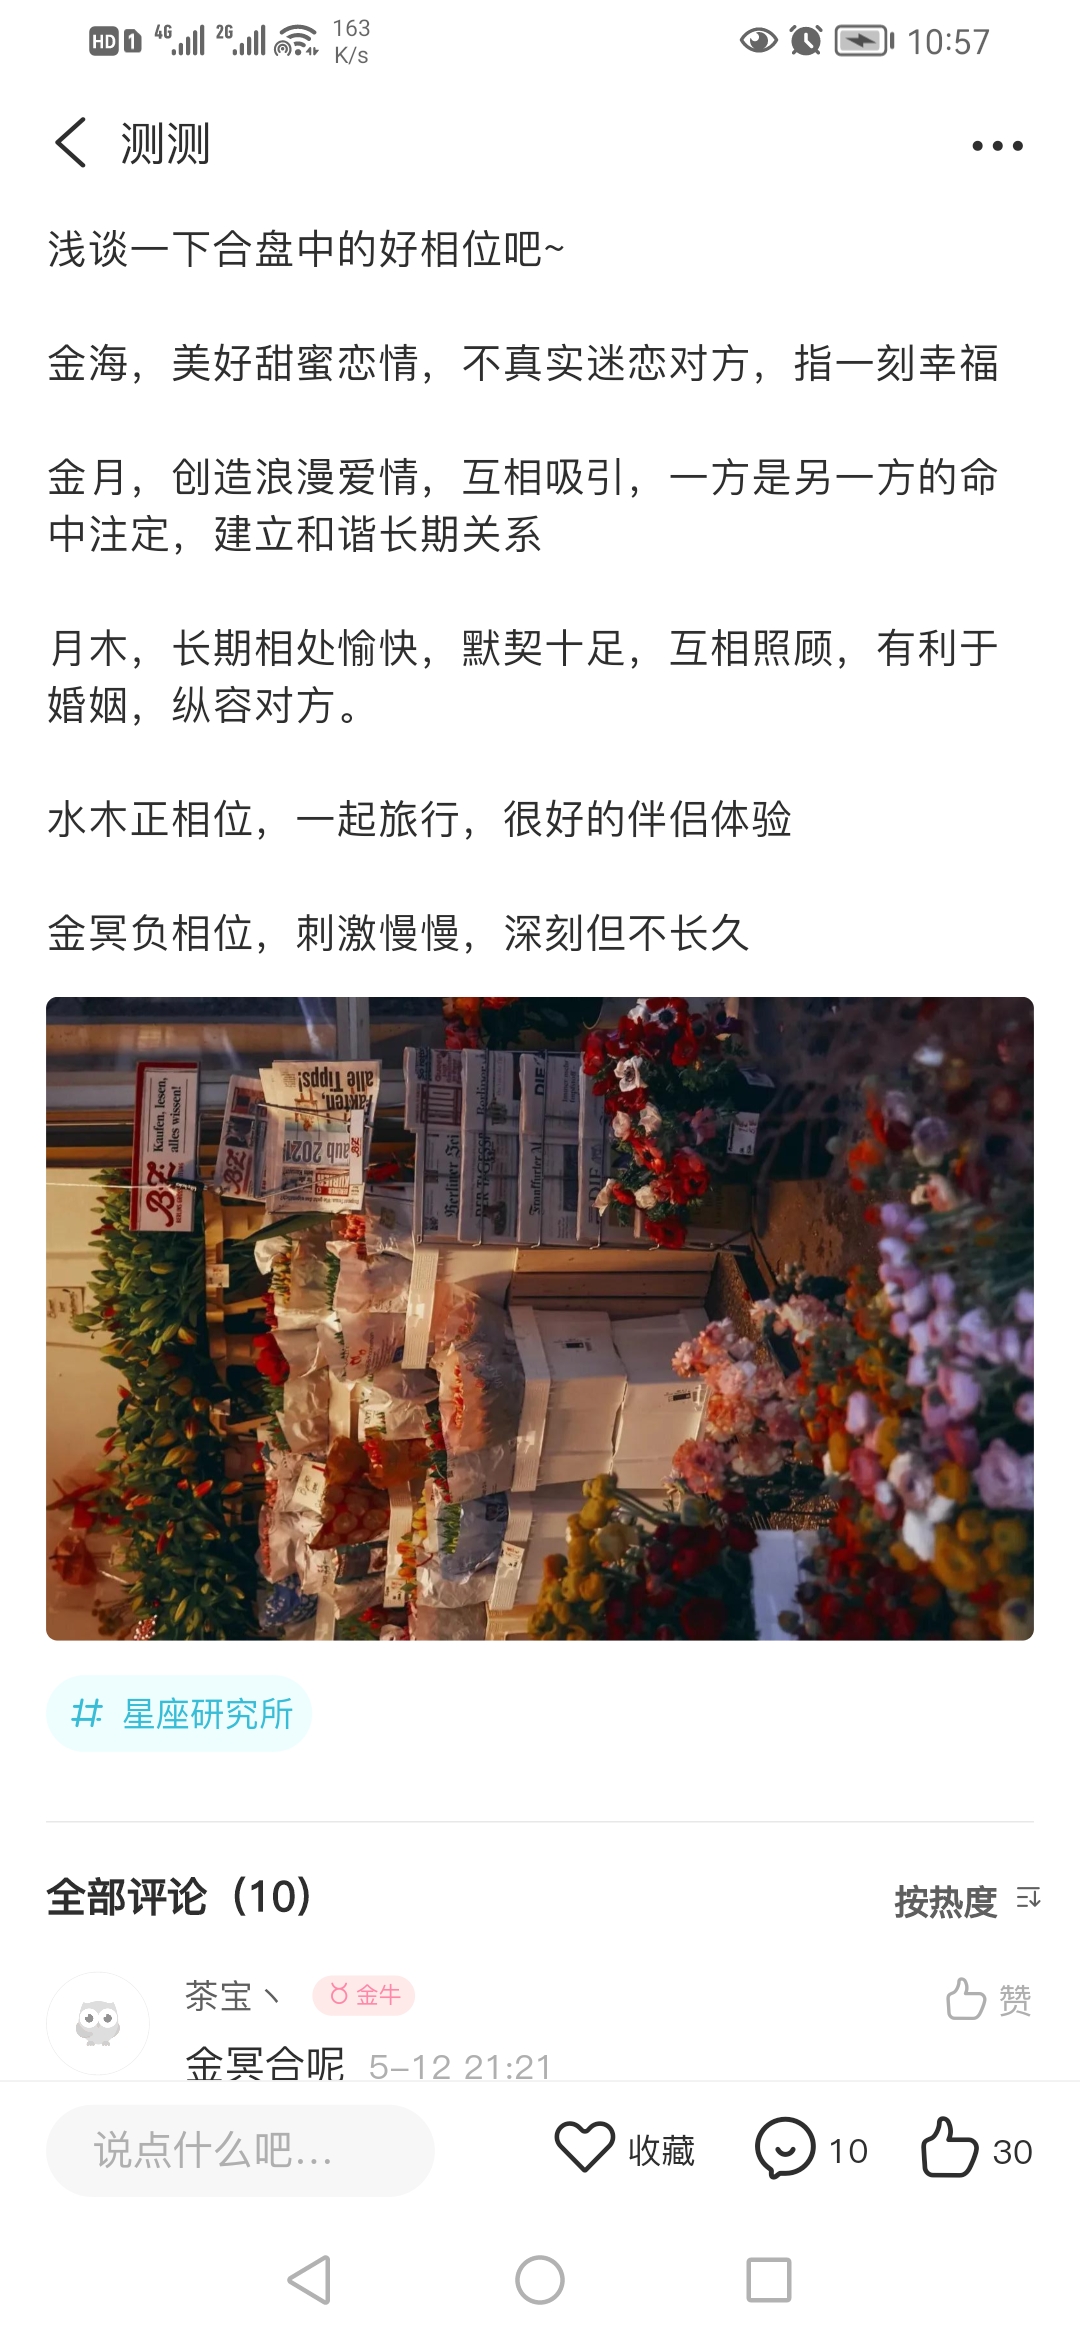 HD 1 4G 2G 163 K/s 10:57
测测
浅谈一下合盘中的好相位吧~
金海，美好甜蜜恋情，不真实迷恋对方，指一刻幸福
金月，创造浪漫爱情，互相吸引，一方是另一方的命
中注定，建立和谐长期关系
月木，长期相处愉快，默契十足，互相照顾，有利于
婚姻，纵容对方。
水木正相位，一起旅行，很好的伴侣体验
金冥负相位，刺激慢慢，深刻但不长久
Kaufen, lesen,
alles wissen!
B.Z.
Fakten,
alle Tipps!
aub 2021
B.Z.
Berliner
DIE
# 星座研究所
全部评论（10）
按热度
茶宝丶 金牛 赞
金冥合呢 5-12 21:21
说点什么吧... 收藏 10 30